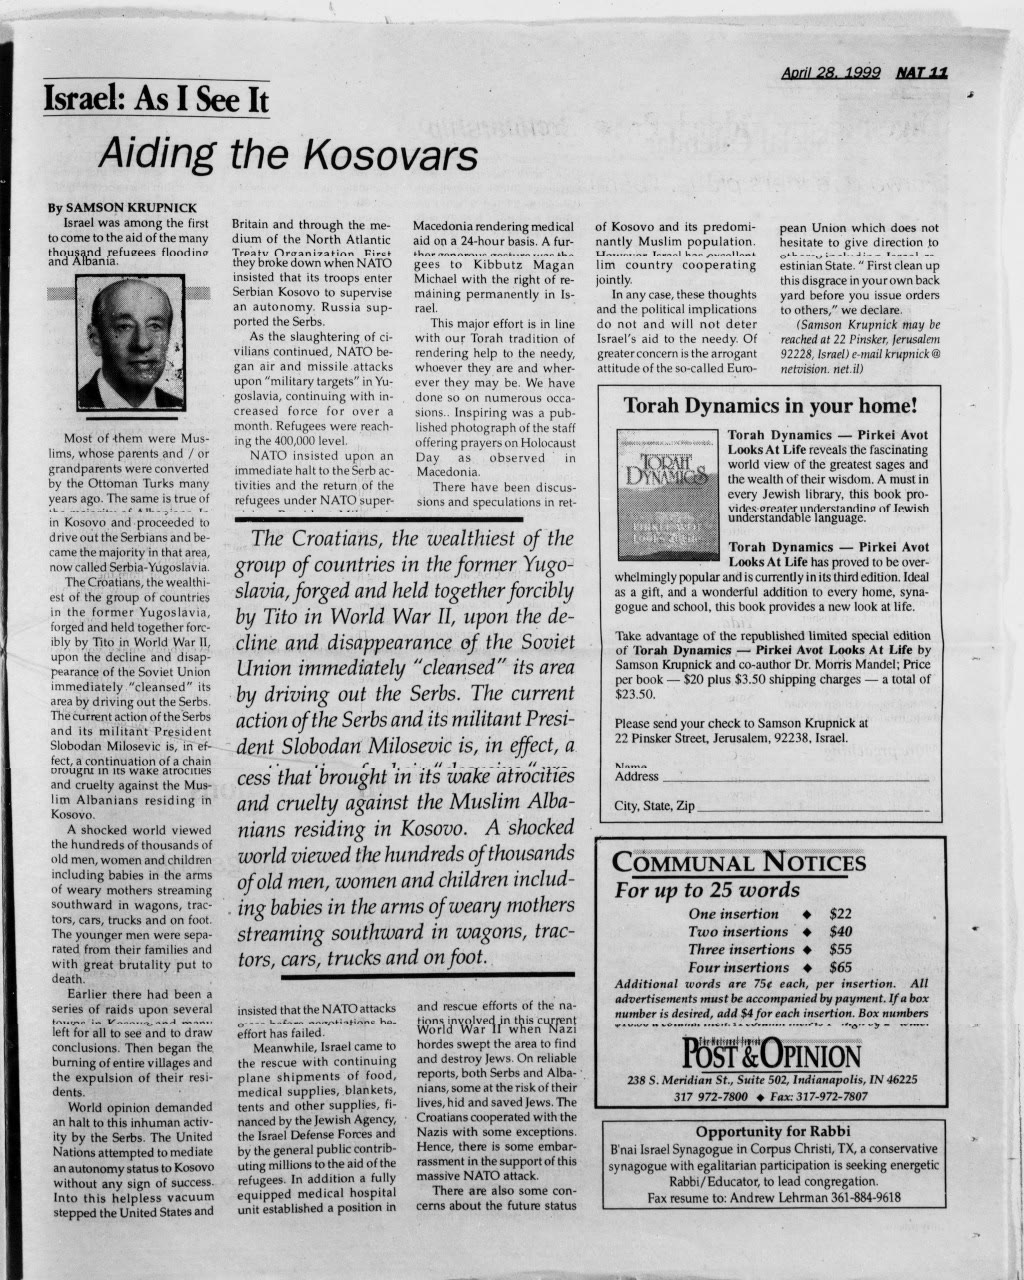 April 28, 1999 NAT 11
Israel: As I See It
Aiding the Kosovars
By SAMSON KRUPNICK
Israel was among the first
to come to the aid of the many
thousand refugees flooding
and Albania.
Most of them were Mus-
lims, whose parents and / or
grandparents were converted
by the Ottoman Turks many
years ago. The same is true of
in Kosovo and proceeded to
drive out the Serbians and be-
came the majority in that area,
now called Serbia-Yugoslavia.
The Croatians, the wealthi-
est of the group of countries
in the former Yugoslavia,
forged and held together forc-
ibly by Tito in World War II,
upon the decline and disap-
pearance of the Soviet Union
immediately "cleansed" its
area by driving out the Serbs.
The current action of the Serbs
and its militant President
Slobodan Milosevic is, in ef-
fect, a continuation of a chain
brought in its wake atrocities
and cruelty against the Mus-
lim Albanians residing in
Kosovo.
A shocked world viewed
the hundreds of thousands of
old men, women and children
including babies in the arms
of weary mothers streaming
southward in wagons, trac-
tors, cars, trucks and on foot.
The younger men were sepa-
rated from their families and
with great brutality put to
death.
Earlier there had been a
series of raids upon several
towns in Kosovo and many
left for all to see and to draw
conclusions. Then began the
burning of entire villages and
the expulsion of their resi-
dents.
World opinion demanded
an halt to this inhuman activ-
ity by the Serbs. The United
Nations attempted to mediate
an autonomy status to Kosovo
without any sign of success.
Into this helpless vacuum
stepped the United States and
Britain and through the me-
dium of the North Atlantic
Treaty Organization. First
they broke down when NATO
insisted that its troops enter
Serbian Kosovo to supervise
an autonomy. Russia sup-
ported the Serbs.
As the slaughtering of ci-
vilians continued, NATO be-
gan air and missile attacks
upon "military targets" in Yu-
goslavia, continuing with in-
creased force for over a
month. Refugees were reach-
ing the 400,000 level.
NATO insisted upon an
immediate halt to the Serb ac-
tivities and the return of the
refugees under NATO super-
The Croatians, the wealthiest of the
group of countries in the former Yugo-
slavia, forged and held together forcibly
by Tito in World War II, upon the de-
cline and disappearance of the Soviet
Union immediately "cleansed" its area
by driving out the Serbs. The current
action of the Serbs and its militant Presi-
dent Slobodan Milosevic is, in effect, a
cess that brought in its wake atrocities
and cruelty against the Muslim Alba-
nians residing in Kosovo. A shocked
world viewed the hundreds of thousands
of old men, women and children includ-
ing babies in the arms of weary mothers
streaming southward in wagons, trac-
tors, cars, trucks and on foot.
insisted that the NATO attacks
effort has failed.
Meanwhile, Israel came to
the rescue with continuing
plane shipments of food,
medical supplies, blankets,
tents and other supplies, fi-
nanced by the Jewish Agency,
the Israel Defense Forces and
by the general public contrib-
uting millions to the aid of the
refugees. In addition a fully
equipped medical hospital
unit established a position in
Macedonia rendering medical
aid on a 24-hour basis. A fur-
ther generous gesture was the
gees to Kibbutz Magan
Michael with the right of re-
maining permanently in Is-
rael.
This major effort is in line
with our Torah tradition of
rendering help to the needy,
whoever they are and wher-
ever they may be. We have
done so on numerous occa-
sions.. Inspiring was a pub-
lished photograph of the staff
offering prayers on Holocaust
Day as observed in
Macedonia.
There have been discus-
sions and speculations in ret-
and rescue efforts of the na-
tions involved in this current
World War II when Nazi
hordes swept the area to find
and destroy Jews. On reliable
reports, both Serbs and Alba-
nians, some at the risk of their
lives, hid and saved Jews. The
Croatians cooperated with the
Nazis with some exceptions.
Hence, there is some embar-
rassment in the support of this
massive NATO attack.
There are also some con-
cerns about the future status
of Kosovo and its predomi-
nantly Muslim population.
However Israel has excellent
lim country cooperating
jointly.
In any case, these thoughts
and the political implications
do not and will not deter
Israel's aid to the needy. Of
greater concern is the arrogant
attitude of the so-called Euro-
pean Union which does not
hesitate to give direction to
estinian State. " First clean up
this disgrace in your own back
yard before you issue orders
to others," we declare.
(Samson Krupnick may be
reached at 22 Pinsker, Jerusalem
92228, Israel) e-mail krupnick@
netvision. net.il)
Torah Dynamics in your home!
TORAH
DYNAMICS
PIRKEI AVOT
Torah Dynamics — Pirkei Avot
Looks At Life reveals the fascinating
world view of the greatest sages and
the wealth of their wisdom. A must in
every Jewish library, this book pro-
vides greater understanding of Jewish
understandable language.
Torah Dynamics — Pirkei Avot
Looks At Life has proved to be over-
whelmingly popular and is currently in its third edition. Ideal
as a gift, and a wonderful addition to every home, syna-
gogue and school, this book provides a new look at life.
Take advantage of the republished limited special edition
of Torah Dynamics — Pirkei Avot Looks At Life by
Samson Krupnick and co-author Dr. Morris Mandel; Price
per book — $20 plus $3.50 shipping charges — a total of
$23.50.
Please send your check to Samson Krupnick at
22 Pinsker Street, Jerusalem, 92238, Israel.
Name
Address
City, State, Zip
COMMUNAL NOTICES
For up to 25 words
One insertion ◆ $22
Two insertions ◆ $40
Three insertions ◆ $55
Four insertions ◆ $65
Additional words are 75¢ each, per insertion. All
advertisements must be accompanied by payment. If a box
number is desired, add $4 for each insertion. Box numbers
The National Jewish
POST & OPINION
238 S. Meridian St., Suite 502, Indianapolis, IN 46225
317 972-7800 ◆ Fax: 317-972-7807
Opportunity for Rabbi
B'nai Israel Synagogue in Corpus Christi, TX, a conservative
synagogue with egalitarian participation is seeking energetic
Rabbi/Educator, to lead congregation.
Fax resume to: Andrew Lehrman 361-884-9618